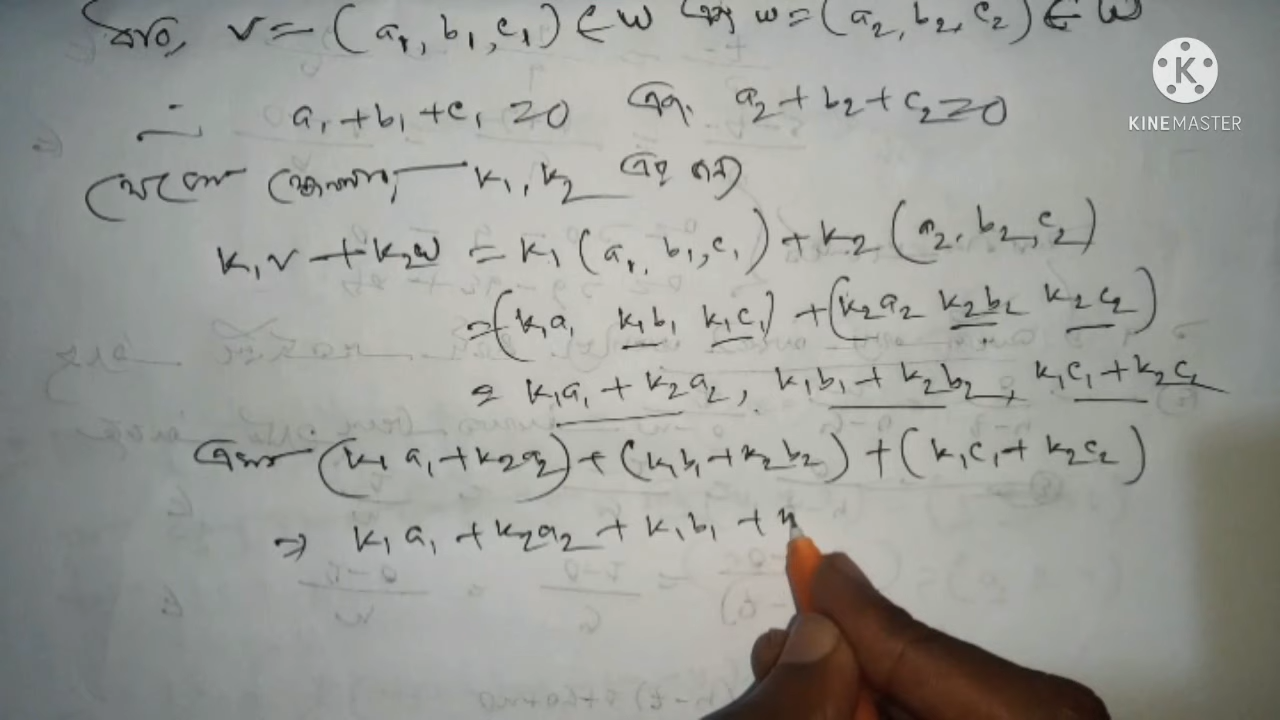 ধরি, v = (a₁, b₁, c₁) ∈ W এবং w = (a₂, b₂, c₂) ∈ W
∴ a₁ + b₁ + c₁ = 0 এবং a₂ + b₂ + c₂ = 0
যেকোন স্কেলার, k₁, k₂ এর জন্য
k₁v + k₂w = k₁(a₁, b₁, c₁) + k₂(a₂, b₂, c₂)
= (k₁a₁ k₁b₁ k₁c₁) + (k₂a₂ k₂b₂ k₂c₂)
= k₁a₁ + k₂a₂, k₁b₁ + k₂b₂, k₁c₁ + k₂c₂
এখন (k₁a₁ + k₂a₂) + (k₁b₁ + k₂b₂) + (k₁c₁ + k₂c₂)
⇒ k₁a₁ + k₂a₂ + k₁b₁ +
K
KINEMASTER